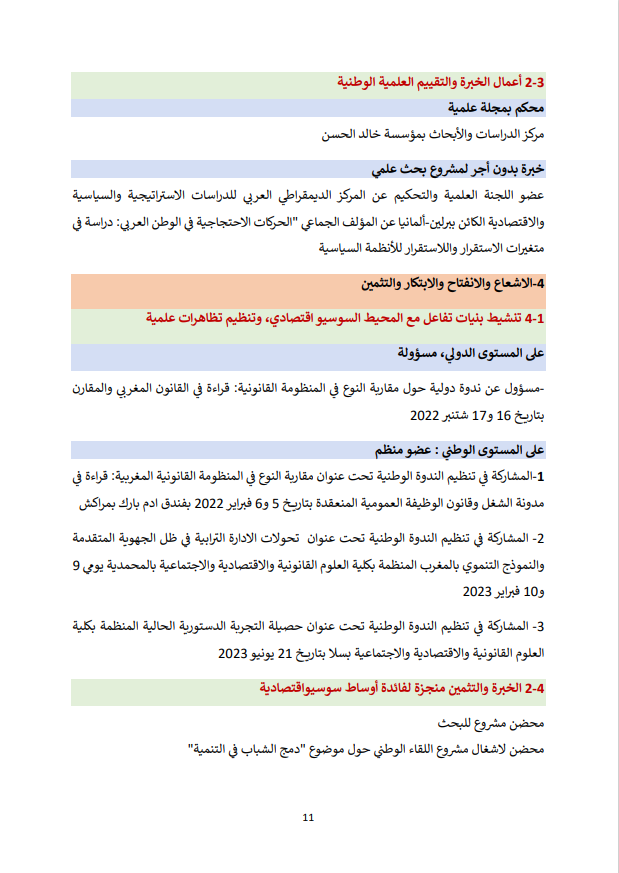 2-3 أعمال الخبرة والتقييم العلمية الوطنية
محكم بمجلة علمية
مركز الدراسات والأبحاث بمؤسسة خالد الحسن
خبرة بدون أجر لمشروع بحث علمي
عضو اللجنة العلمية والتحكيم عن المركز الديمقراطي العربي للدراسات الاستراتيجية والسياسية
والاقتصادية الكائن ببرلين-ألمانيا عن المؤلف الجماعي "الحركات الاحتجاجية في الوطن العربي: دراسة في
متغيرات الاستقرار واللاستقرار للأنظمة السياسية
4-الاشعاع والانفتاح والابتكار والتثمين
4-1 تنشيط بنيات تفاعل مع المحيط السوسيو اقتصادي، وتنظيم تظاهرات علمية
على المستوى الدولي، مسؤولة
-مسؤول عن ندوة دولية حول مقاربة النوع في المنظومة القانونية: قراءة في القانون المغربي والمقارن
بتاريخ 16 و17 شتنبر 2022
على المستوى الوطني : عضو منظم
1-المشاركة في تنظيم الندوة الوطنية تحت عنوان مقاربة النوع في المنظومة القانونية المغربية: قراءة في
مدونة الشغل وقانون الوظيفة العمومية المنعقدة بتاريخ 5 و6 فبراير 2022 بفندق ادم بارك بمراكش
2- المشاركة في تنظيم الندوة الوطنية تحت عنوان تحولات الادارة الترابية في ظل الجهوية المتقدمة
والنموذج التنموي بالمغرب المنظمة بكلية العلوم القانونية والاقتصادية والاجتماعية بالمحمدية يومي 9
و10 فبراير 2023
3- المشاركة في تنظيم الندوة الوطنية تحت عنوان حصيلة التجربة الدستورية الحالية المنظمة بكلية
العلوم القانونية والاقتصادية والاجتماعية بسلا بتاريخ 21 يونيو 2023
2-4 الخبرة والتثمين منجزة لفائدة أوساط سوسيواقتصادية
محضن مشروع للبحث
محضن لاشغال مشروع اللقاء الوطني حول موضوع "دمج الشباب في التنمية"
11